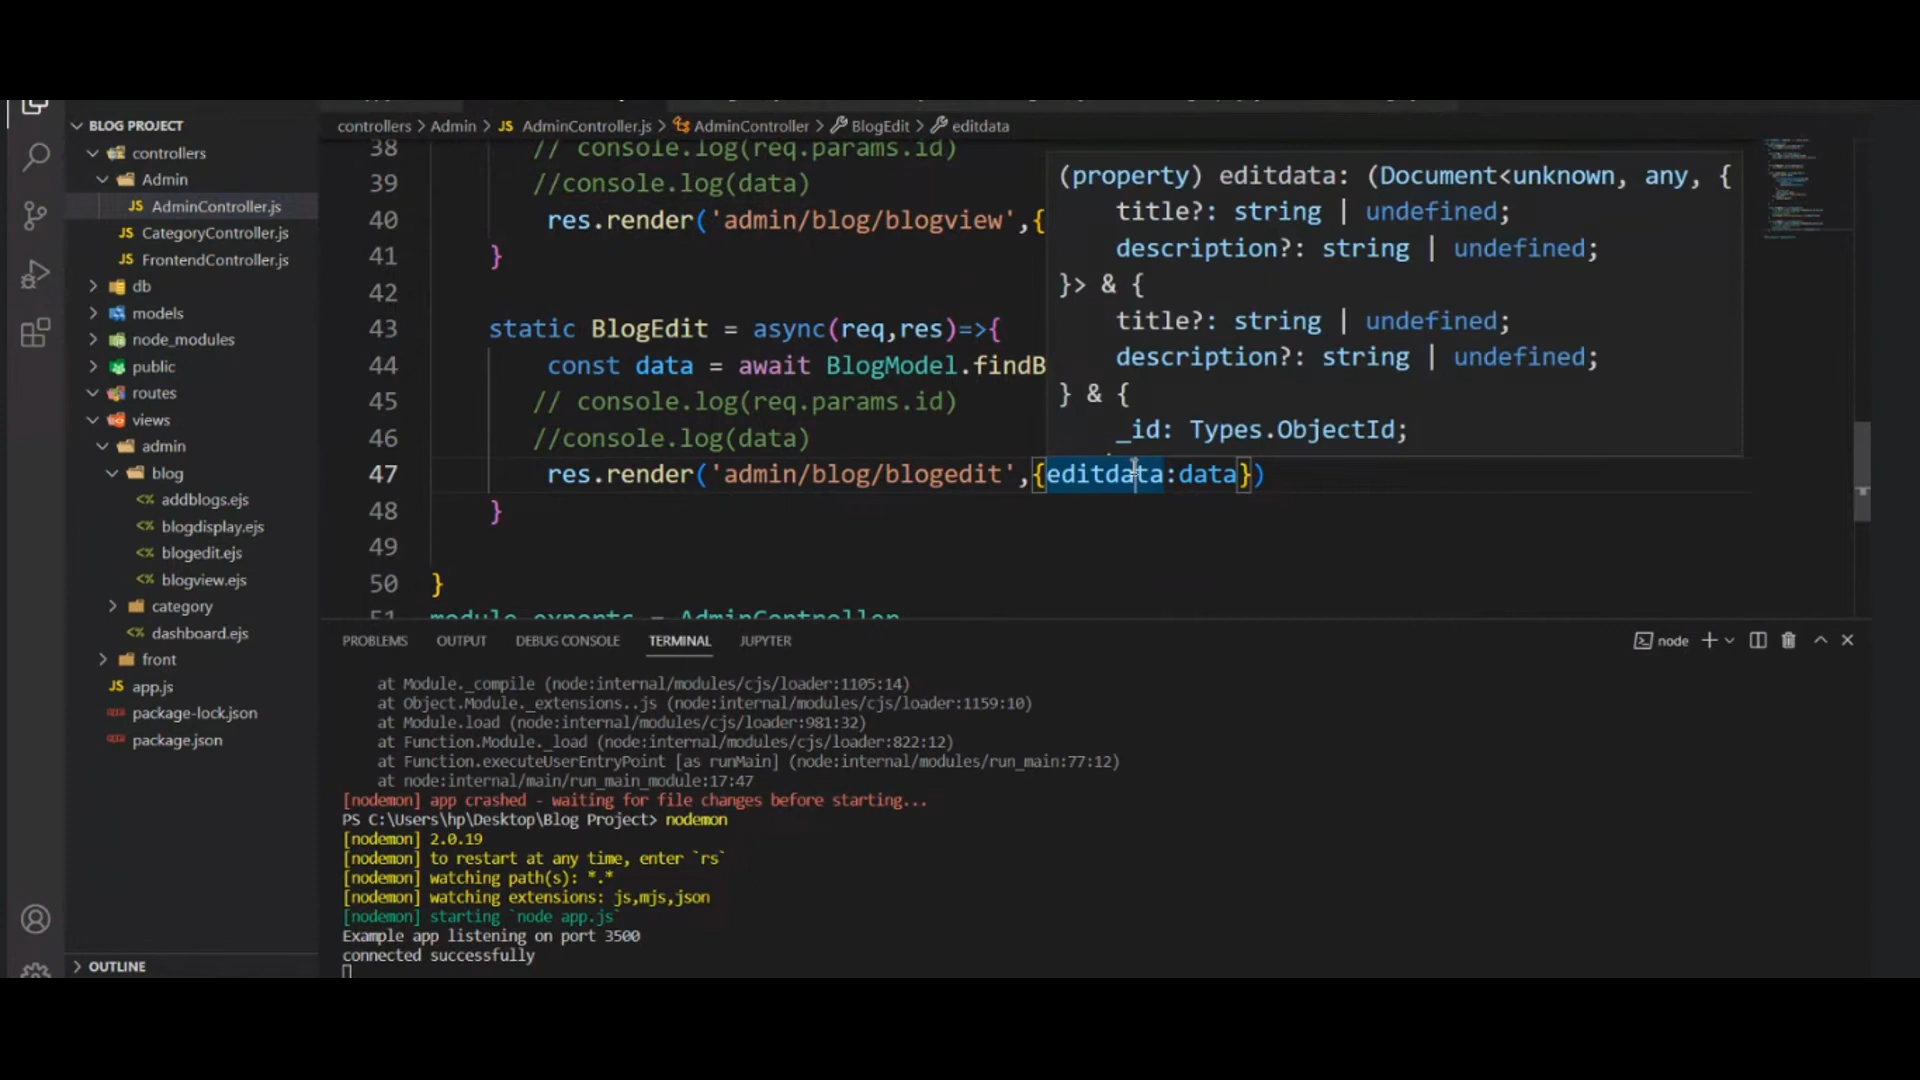 BLOG PROJECT
controllers
Admin
JS AdminController.js
JS CategoryController.js
JS FrontendController.js
db
models
node_modules
public
routes
views
admin
blog
<% addblogs.ejs
<% blogdisplay.ejs
<% blogedit.ejs
<% blogview.ejs
category
<% dashboard.ejs
front
JS app.js
package-lock.json
package.json
OUTLINE
controllers > Admin > JS AdminController.js > AdminController > BlogEdit > editdata
38 // console.log(req.params.id)
39 //console.log(data)
40 res.render('admin/blog/blogview',{
41 }
42
43 static BlogEdit = async(req,res)=>{
44 const data = await BlogModel.findB
45 // console.log(req.params.id)
46 //console.log(data)
47 res.render('admin/blog/blogedit',{editdata:data})
48 }
49
50 }
51 module.exports = AdminController
(property) editdata: (Document<unknown, any, {
title?: string | undefined;
description?: string | undefined;
}> & {
title?: string | undefined;
description?: string | undefined;
} & {
_id: Types.ObjectId;
PROBLEMS OUTPUT DEBUG CONSOLE TERMINAL JUPYTER node
at Module._compile (node:internal/modules/cjs/loader:1105:14)
at Object.Module._extensions..js (node:internal/modules/cjs/loader:1159:10)
at Module.load (node:internal/modules/cjs/loader:981:32)
at Function.Module._load (node:internal/modules/cjs/loader:822:12)
at Function.executeUserEntryPoint [as runMain] (node:internal/modules/run_main:77:12)
at node:internal/main/run_main_module:17:47
[nodemon] app crashed - waiting for file changes before starting...
PS C:\Users\hp\Desktop\Blog Project> nodemon
[nodemon] 2.0.19
[nodemon] to restart at any time, enter `rs`
[nodemon] watching path(s): *.*
[nodemon] watching extensions: js,mjs,json
[nodemon] starting `node app.js`
Example app listening on port 3500
connected successfully